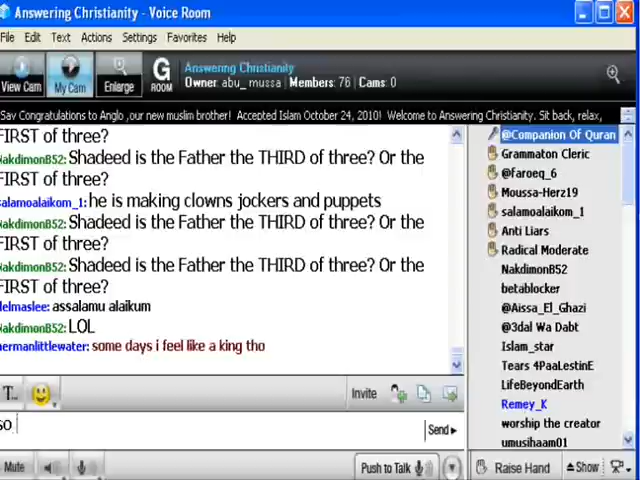 Answering Christianity - Voice Room
File Edit Text Actions Settings Favorites Help
View Cam My Cam Enlarge G ROOM
Answering Christianity
Owner: abu_ mussa | Members: 76 | Cams: 0
Say Congratulations to Anglo ,our new muslim brother! Accepted Islam October 24, 2010! Welcome to Answering Christianity. Sit back, relax,
FIRST of three?
NakdimonB52: Shadeed is the Father the THIRD of three? Or the
FIRST of three?
salamoalaikom_1: he is making clowns jockers and puppets
NakdimonB52: Shadeed is the Father the THIRD of three? Or the
FIRST of three?
NakdimonB52: Shadeed is the Father the THIRD of three? Or the
FIRST of three?
delmaslee: assalamu alaikum
NakdimonB52: LOL
hermanlittlewater: some days i feel like a king tho
T... Invite
so
Send
Mute Push to Talk
@Companion Of Quran
Grammaton Cleric
@faroeq_6
Moussa-Herz19
salamoalaikom_1
Anti Liars
Radical Moderate
NakdimonB52
betablocker
@Aissa_El_Ghazi
@3dal Wa Dabt
Islam_star
Tears 4PaaLestinE
LifeBeyondEarth
Remey_K
worship the creator
umusihaam01
Raise Hand Show